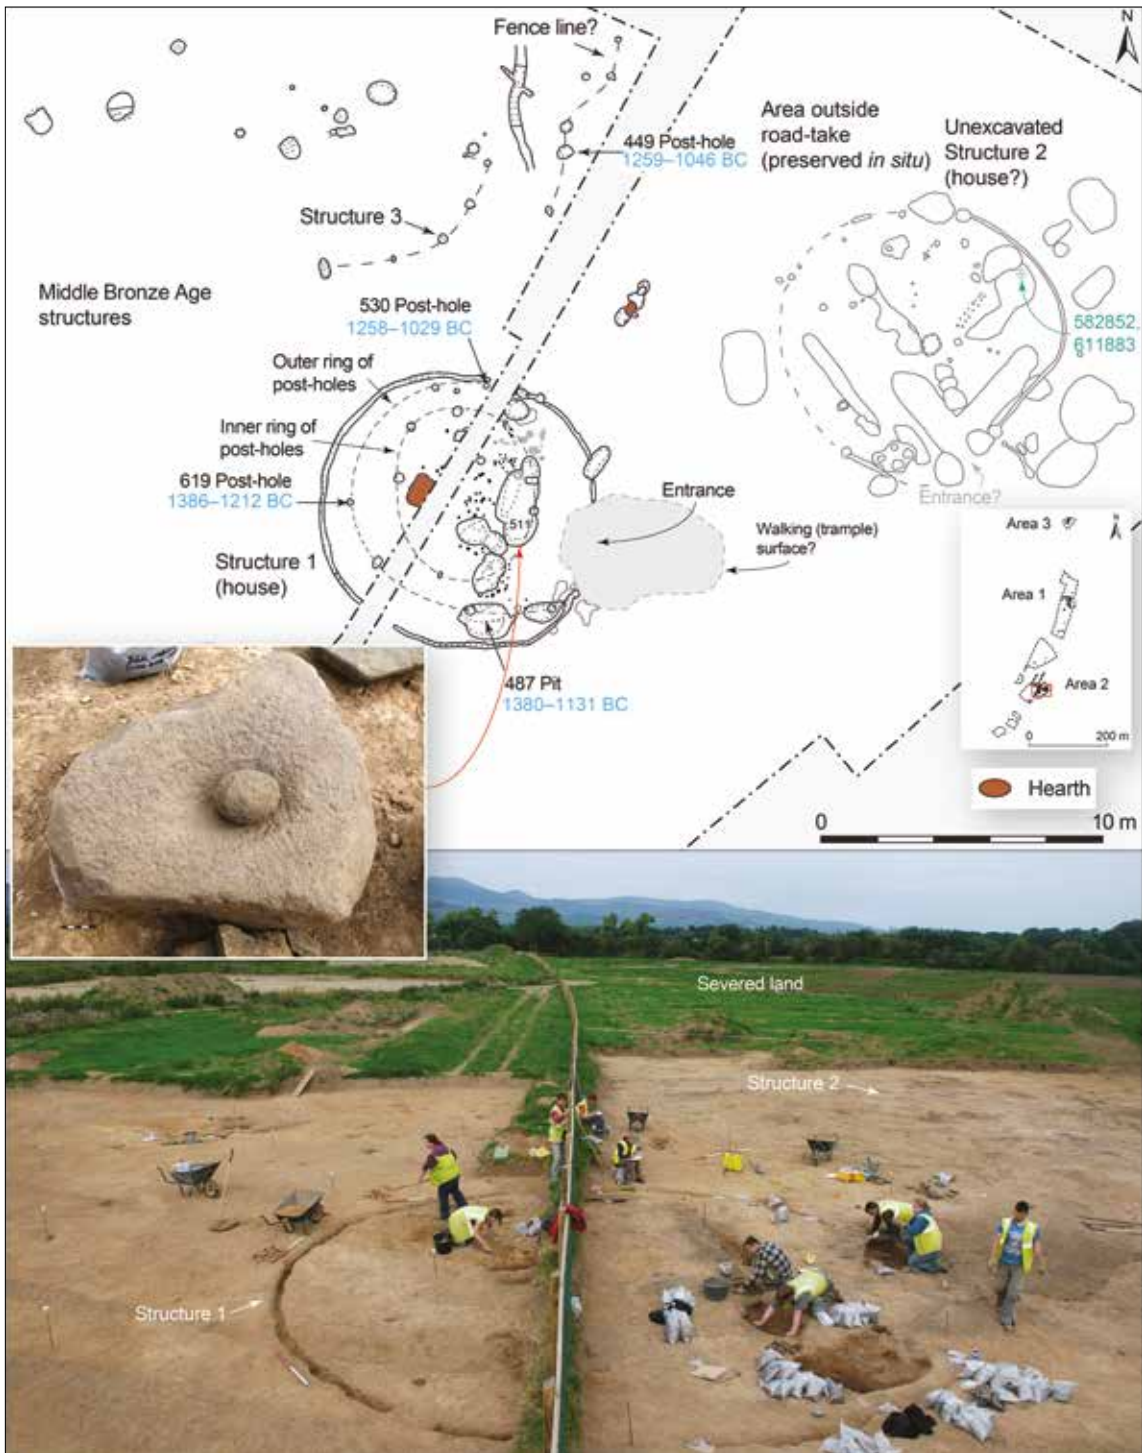 Fence line?
N
449 Post-hole
1259–1046 BC
Area outside
road-take
(preserved in situ)
Unexcavated
Structure 2
(house?)
Structure 3
Middle Bronze Age
structures
530 Post-hole
1258–1029 BC
582852,
611883
Outer ring of
post-holes
Inner ring of
post-holes
619 Post-hole
1386–1212 BC
511
Entrance
Entrance?
Walking (trample)
surface?
Structure 1
(house)
487 Pit
1380–1131 BC
Area 3
N
Area 1
Area 2
0 200 m
Hearth
0 10 m
Severed land
Structure 2
Structure 1